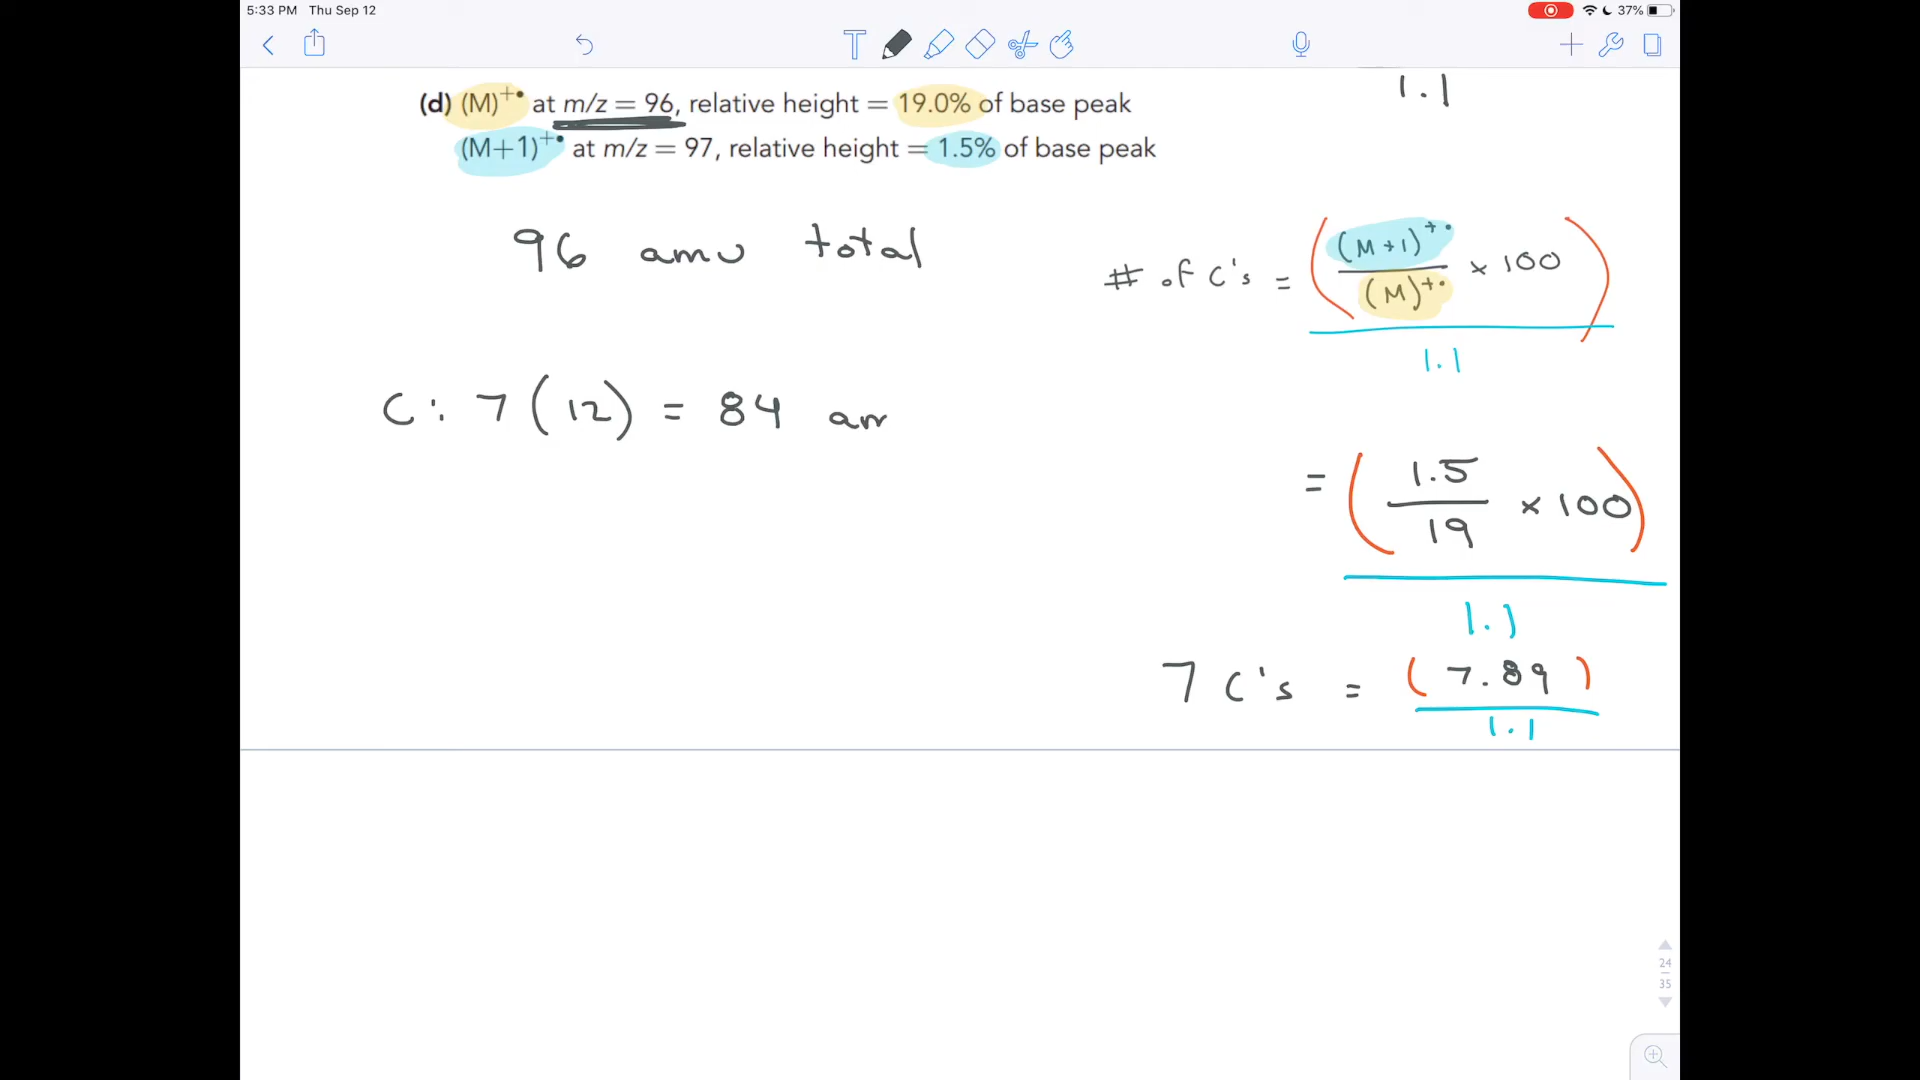 5:33 PM Thu Sep 12
37%
T
1.1
(d) (M)+• at m/z = 96, relative height = 19.0% of base peak
(M+1)+• at m/z = 97, relative height = 1.5% of base peak
96 amu total
# of C's = ( (M+1)+• / (M)+• × 100 )
1.1
C: 7 (12) = 84 am
= ( 1.5 / 19 × 100 )
1.1
7 C's = ( 7.89 )
1.1
24
35